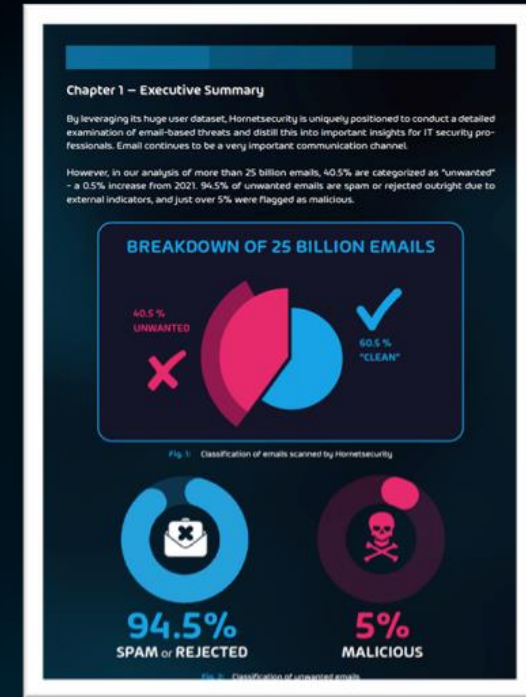 Chapter 1 – Executive Summary
By leveraging its huge user dataset, Hornetsecurity is uniquely positioned to conduct a detailed
examination of email-based threats and distill this into important insights for IT security pro-
fessionals. Email continues to be a very important communication channel.
However, in our analysis of more than 25 billion emails, 40.5% are categorized as "unwanted"
- a 0.5% increase from 2021. 94.5% of unwanted emails are spam or rejected outright due to
external indicators, and just over 5% were flagged as malicious.
BREAKDOWN OF 25 BILLION EMAILS
40.5 %
UNWANTED
60.5 %
"CLEAN"
Fig. 1: Classification of emails scanned by Hornetsecurity
94.5%
SPAM or REJECTED
5%
MALICIOUS
Fig. 2: Classification of unwanted emails